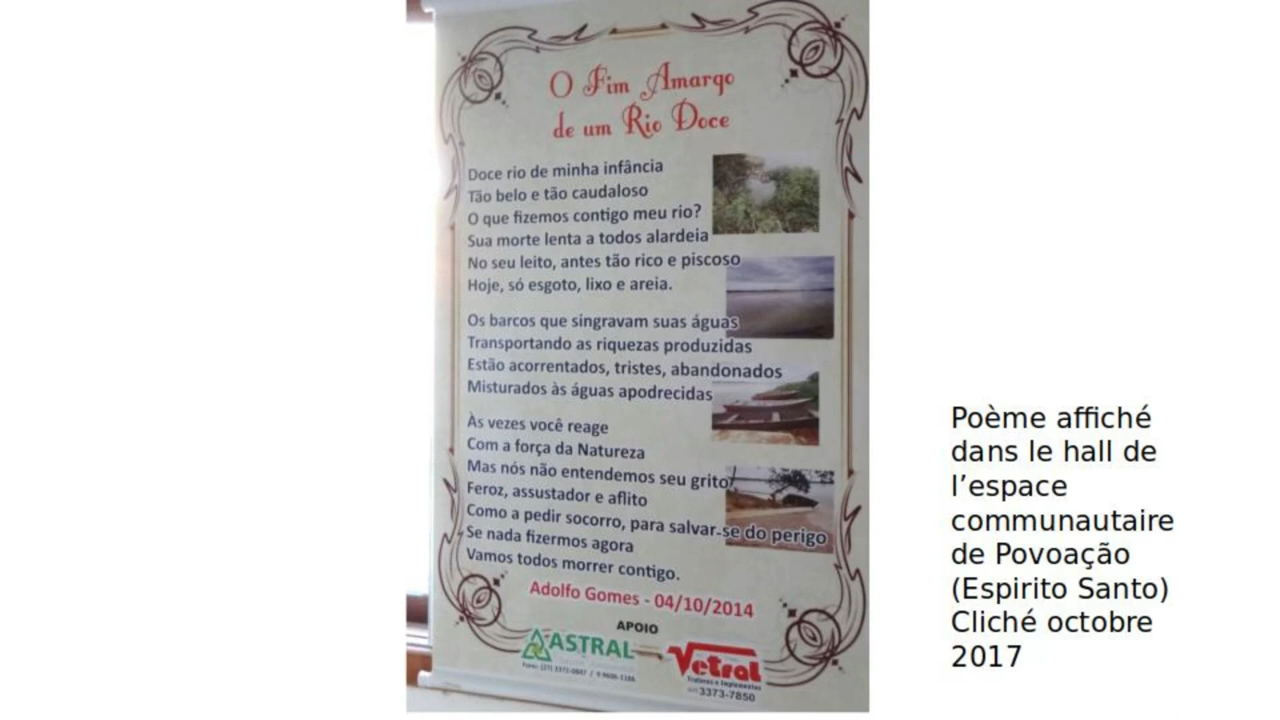 O Fim Amargo
de um Rio Doce
Doce rio de minha infância
Tão belo e tão caudaloso
O que fizemos contigo meu rio?
Sua morte lenta a todos alardeia
No seu leito, antes tão rico e piscoso
Hoje, só esgoto, lixo e areia.
Os barcos que singravam suas águas
Transportando as riquezas produzidas
Estão acorrentados, tristes, abandonados
Misturados às águas apodrecidas
Às vezes você reage
Com a força da Natureza
Mas nós não entendemos seu grito
Feroz, assustador e aflito
Como a pedir socorro, para salvar-se do perigo
Se nada fizermos agora
Vamos todos morrer contigo.
Adolfo Gomes - 04/10/2014
APOIO
ASTRAL
Vetral
3373-7850
Poème affiché
dans le hall de
l’espace
communautaire
de Povoação
(Espirito Santo)
Cliché octobre
2017